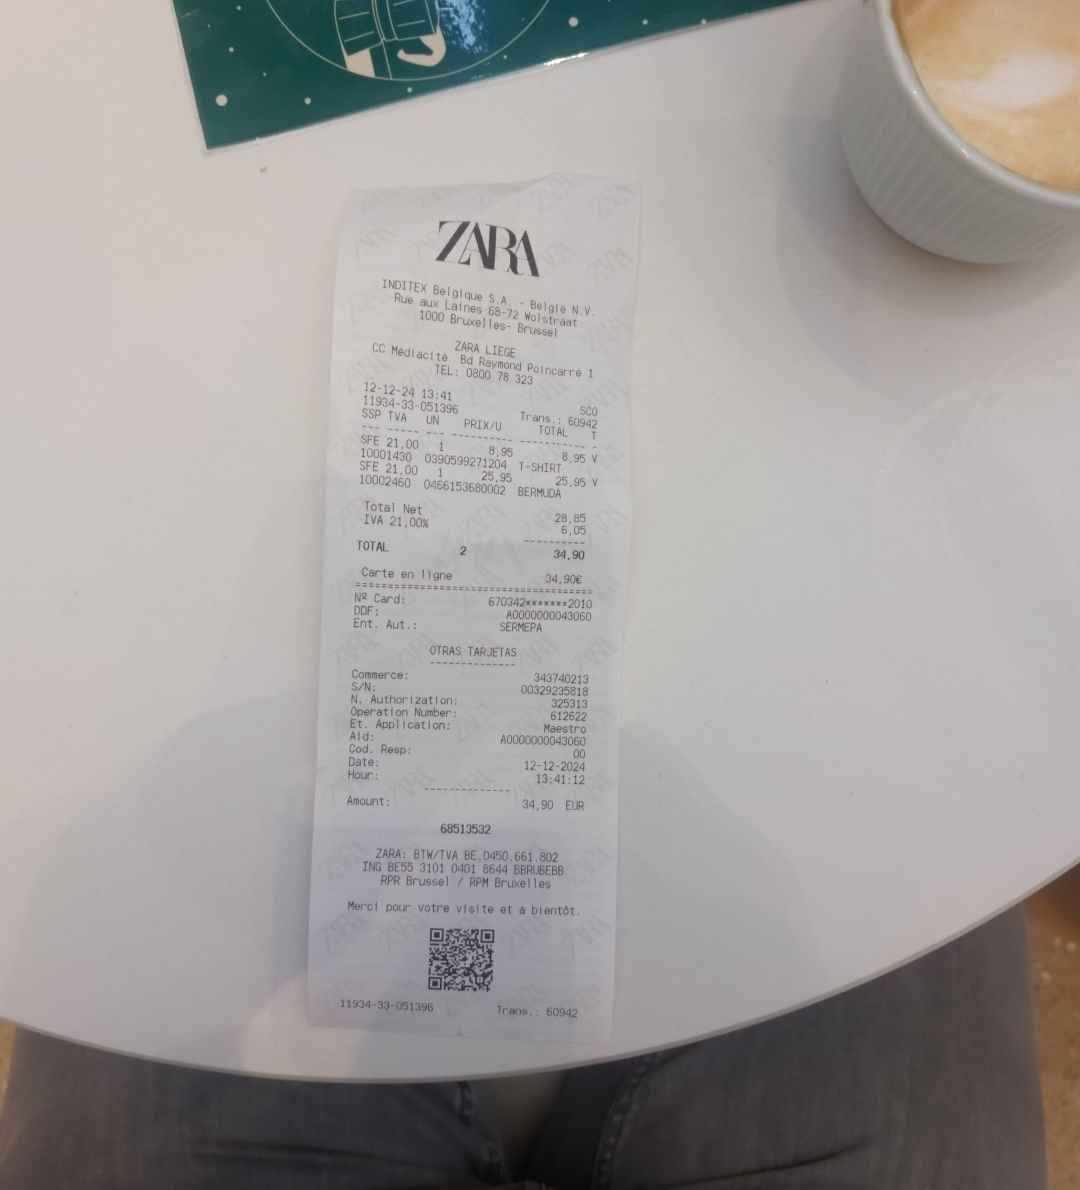 ZARA
INDITEX Belgique S.A. - Belgie N.V.
Rue aux Laines 68-72 Wolstraat
1000 Bruxelles- Brussel
ZARA LIEGE
CC Médiacité Bd Raymond Poincarré 1
TEL: 0800 78 323
12-12-24 13:41 SCO
11934-33-051396 Trans.: 60942
SSP TVA UN PRIX/U TOTAL T
--- ----- --- ---------- ----------- -
SFE 21,00 1 8,95 8,95 V
10001430 0390599271204 T-SHIRT
SFE 21,00 1 25,95 25,95 V
10002460 0466153680002 BERMUDA
Total Net 28,85
IVA 21,00% 6,05
----------
TOTAL 2 34,90
Carte en ligne 34,90€
========================================
Nº Card: 670342*******2010
DDF: A0000000043060
Ent. Aut.: SERMEPA
OTRAS TARJETAS
--------------
Commerce: 343740213
S/N: 00329235818
N. Authorization: 325313
Operation Number: 612622
Et. Application: Maestro
Aid: A0000000043060
Cod. Resp: 00
Date: 12-12-2024
Hour: 13:41:12
--------------
Amount: 34,90 EUR
68513532
ZARA: BTW/TVA BE.0450.661.802
ING BE55 3101 0401 8644 BBRUBEBB
RPR Brussel / RPM Bruxelles
Merci pour votre visite et à bientôt.
11934-33-051396 Trans.: 60942